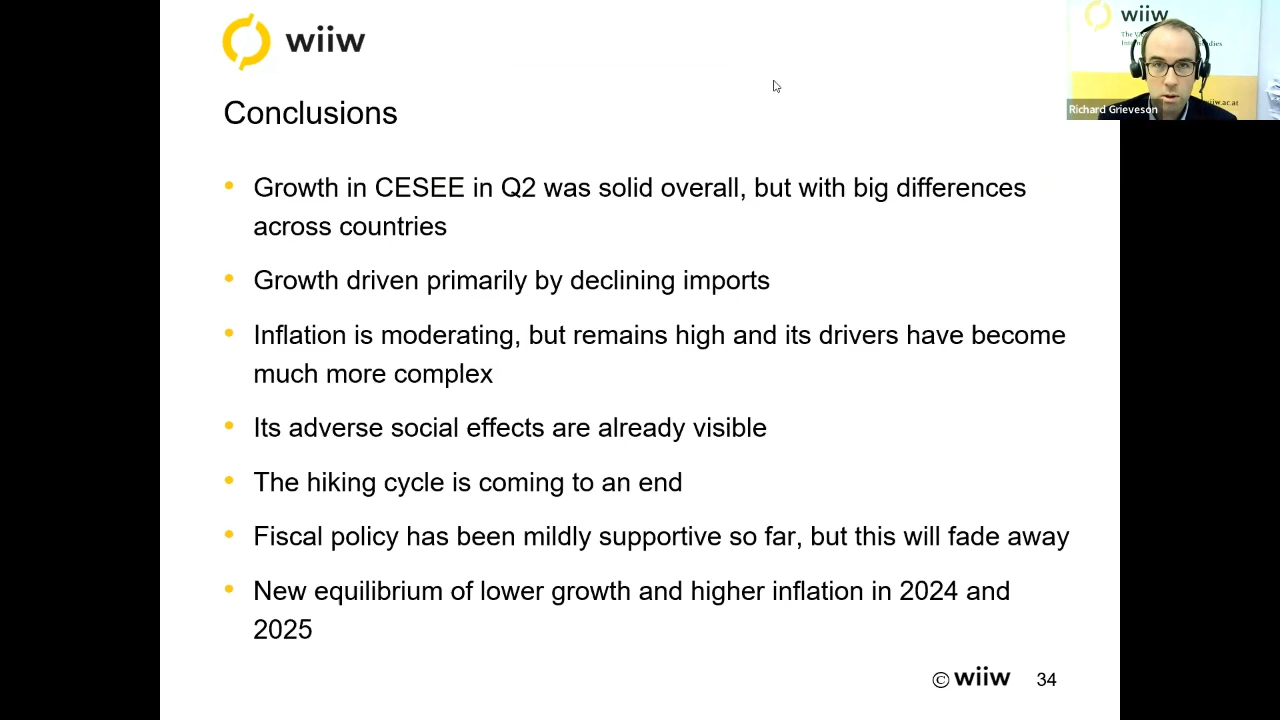 wiiw
Conclusions
• Growth in CESEE in Q2 was solid overall, but with big differences
across countries
• Growth driven primarily by declining imports
• Inflation is moderating, but remains high and its drivers have become
much more complex
• Its adverse social effects are already visible
• The hiking cycle is coming to an end
• Fiscal policy has been mildly supportive so far, but this will fade away
• New equilibrium of lower growth and higher inflation in 2024 and
2025
© wiiw 34
wiiw
Richard Grieveson